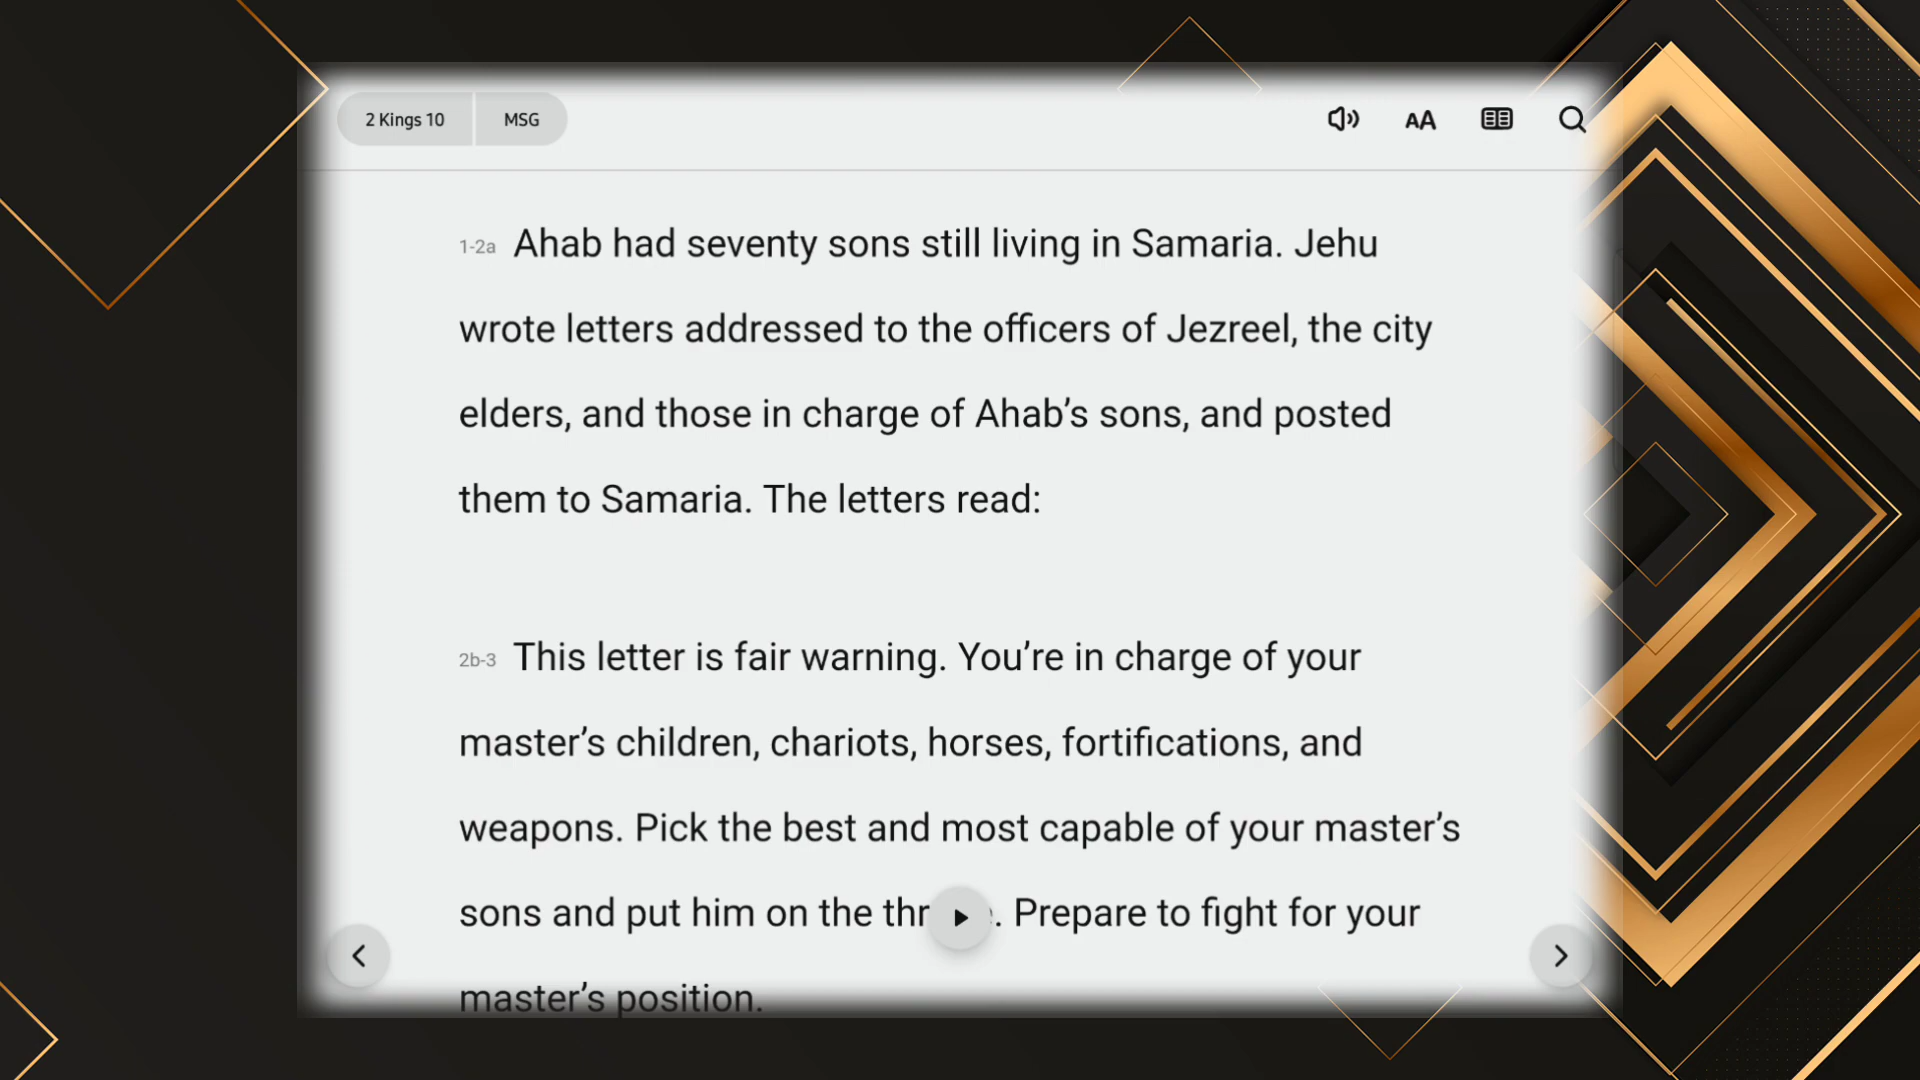 2 Kings 10 MSG AA
1-2a Ahab had seventy sons still living in Samaria. Jehu
wrote letters addressed to the officers of Jezreel, the city
elders, and those in charge of Ahab’s sons, and posted
them to Samaria. The letters read:
2b-3 This letter is fair warning. You’re in charge of your
master’s children, chariots, horses, fortifications, and
weapons. Pick the best and most capable of your master’s
sons and put him on the . Prepare to fight for your
master’s position.